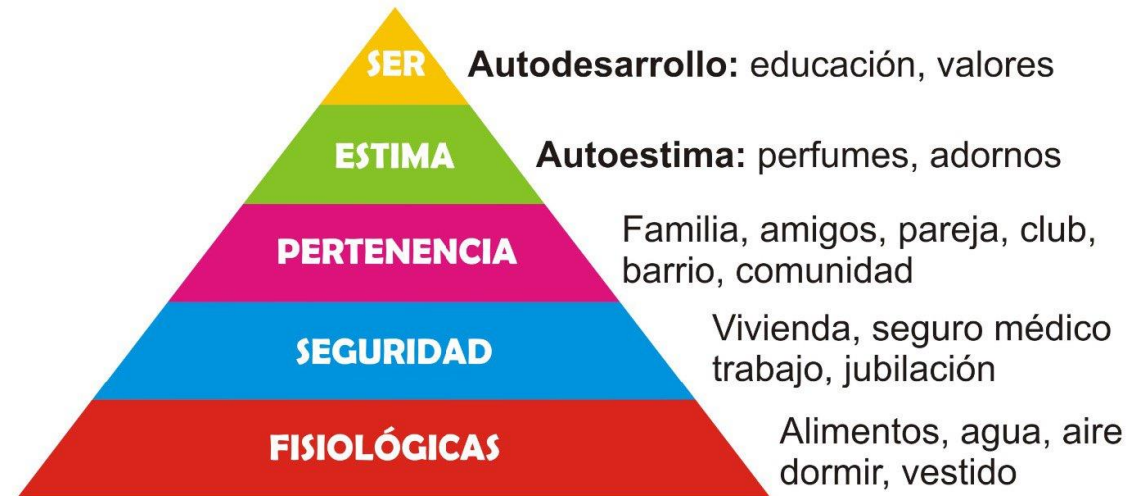 SER
Autodesarrollo: educación, valores
ESTIMA
Autoestima: perfumes, adornos
PERTENENCIA
Familia, amigos, pareja, club,
barrio, comunidad
SEGURIDAD
Vivienda, seguro médico
trabajo, jubilación
FISIOLÓGICAS
Alimentos, agua, aire
dormir, vestido